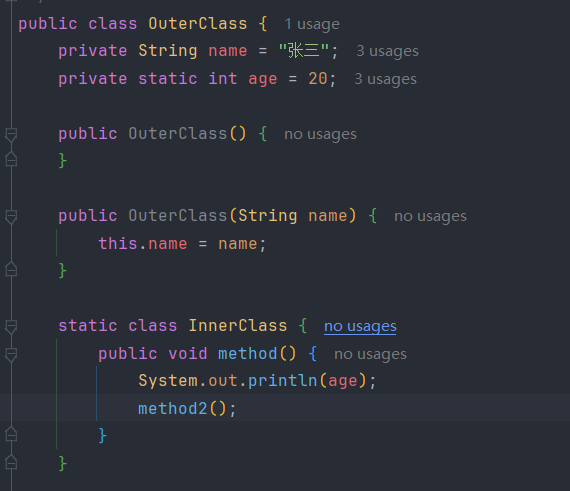 public class OuterClass { 1 usage
private String name = "张三"; 3 usages
private static int age = 20; 3 usages
public OuterClass() { no usages
}
public OuterClass(String name) { no usages
this.name = name;
}
static class InnerClass { no usages
public void method() { no usages
System.out.println(age);
method2();
}
}